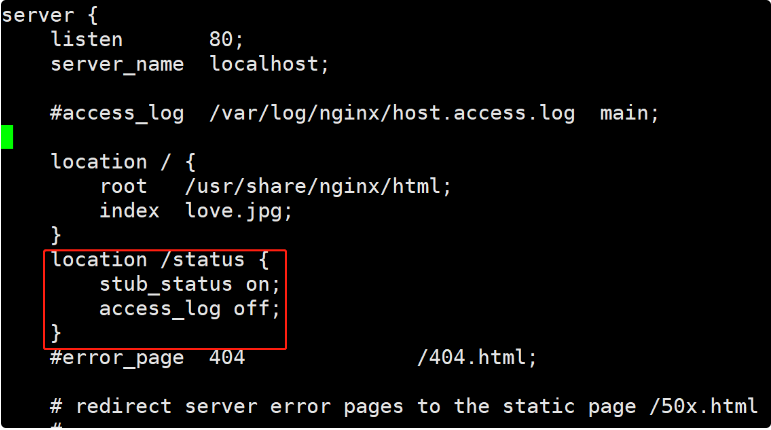 server {
    listen       80;
    server_name  localhost;
    #access_log  /var/log/nginx/host.access.log  main;
    location / {
        root   /usr/share/nginx/html;
        index  love.jpg;
    }
    location /status {
        stub_status on;
        access_log off;
    }
    #error_page  404              /404.html;
    # redirect server error pages to the static page /50x.html
    #